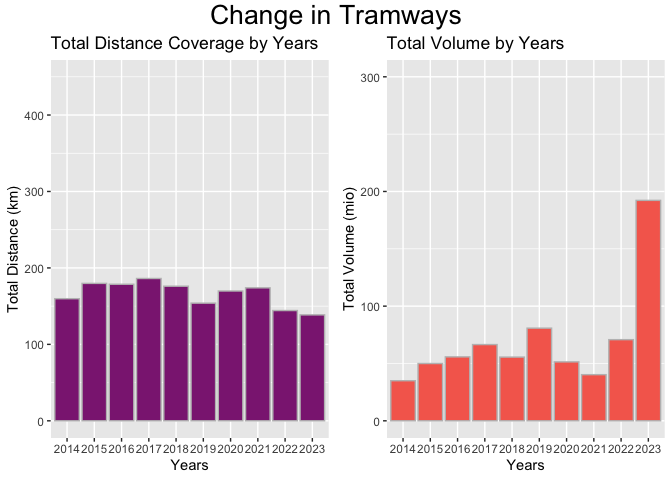 Change in Tramways
Total Distance Coverage by Years
Total Distance (km)
400
300
200
100
0
2014 2015 2016 2017 2018 2019 2020 2021 2022 2023
Years
Total Volume by Years
Total Volume (mio)
300
200
100
0
2014 2015 2016 2017 2018 2019 2020 2021 2022 2023
Years